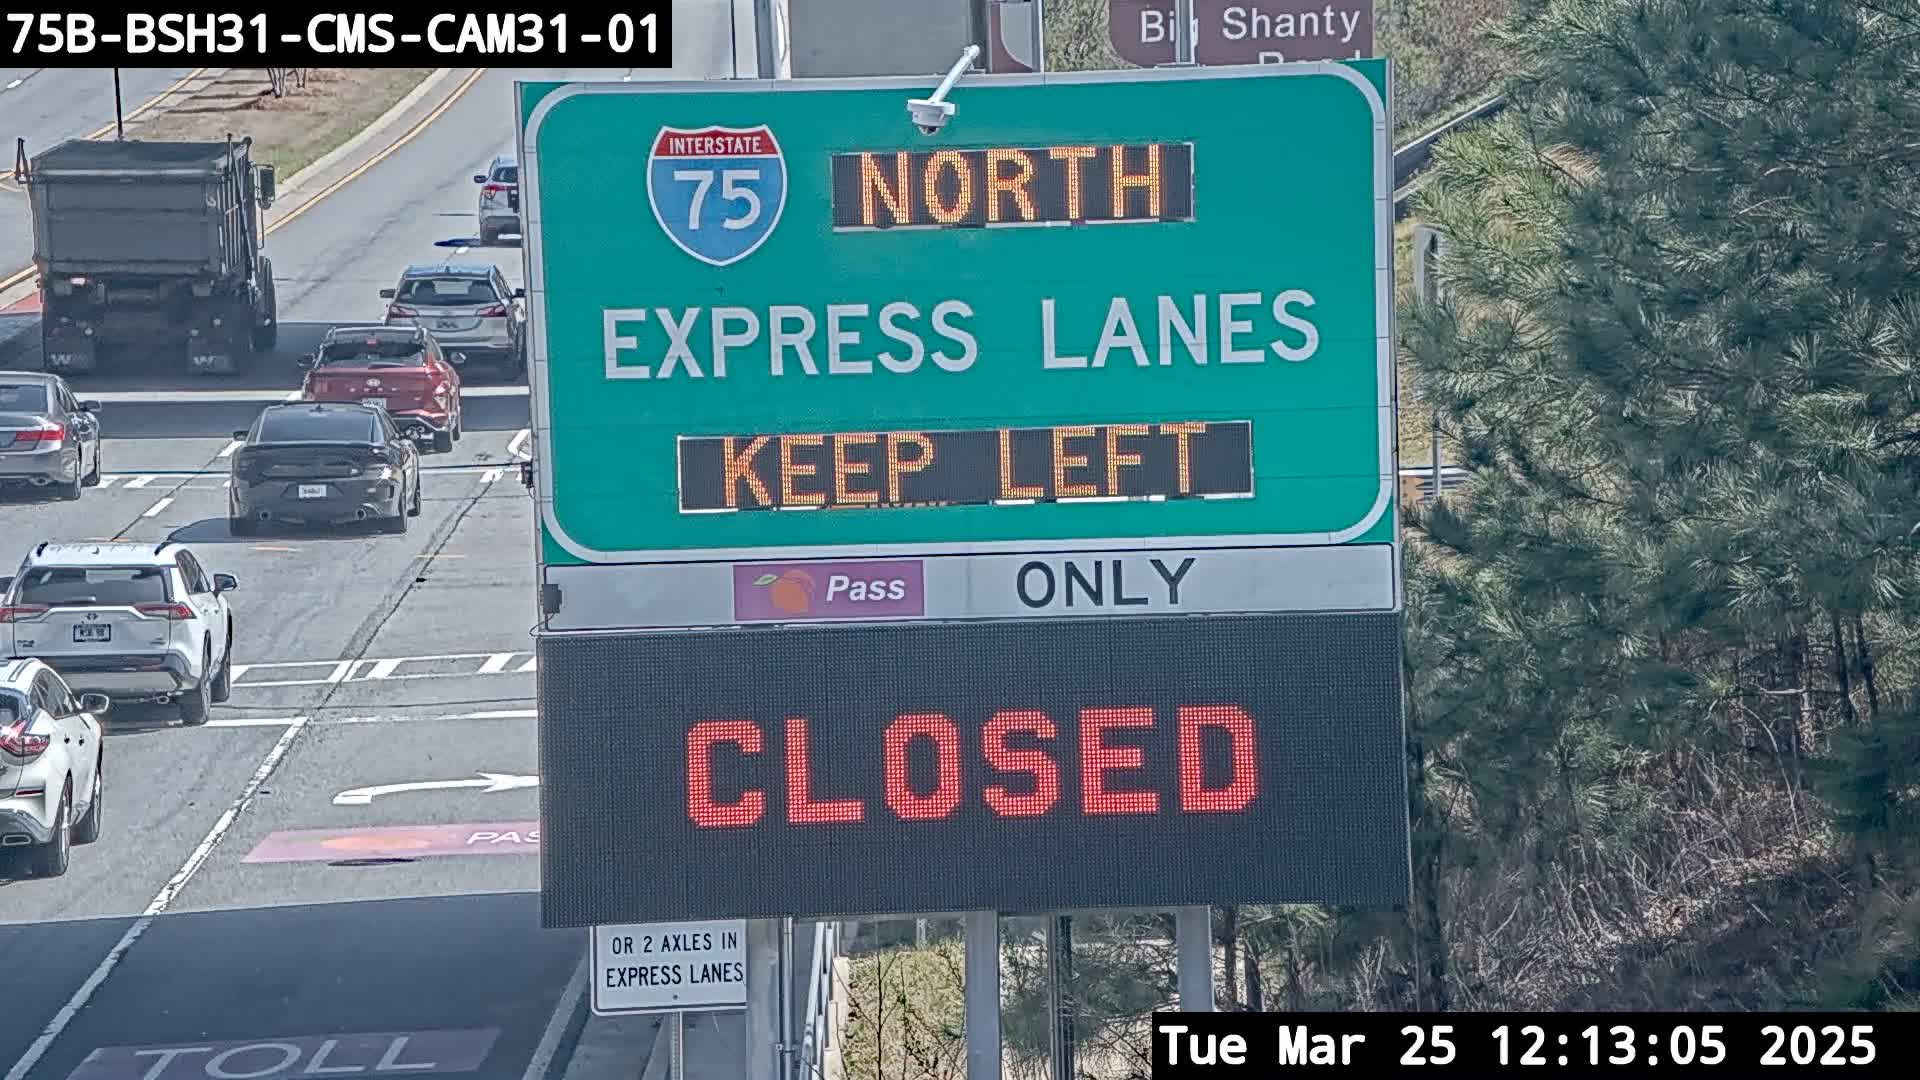 75B-BSH31-CMS-CAM31-01
Big Shanty
INTERSTATE
75
NORTH
EXPRESS LANES
KEEP LEFT
Pass ONLY
CLOSED
PAS
OR 2 AXLES IN
EXPRESS LANES
TOLL
Tue Mar 25 12:13:05 2025